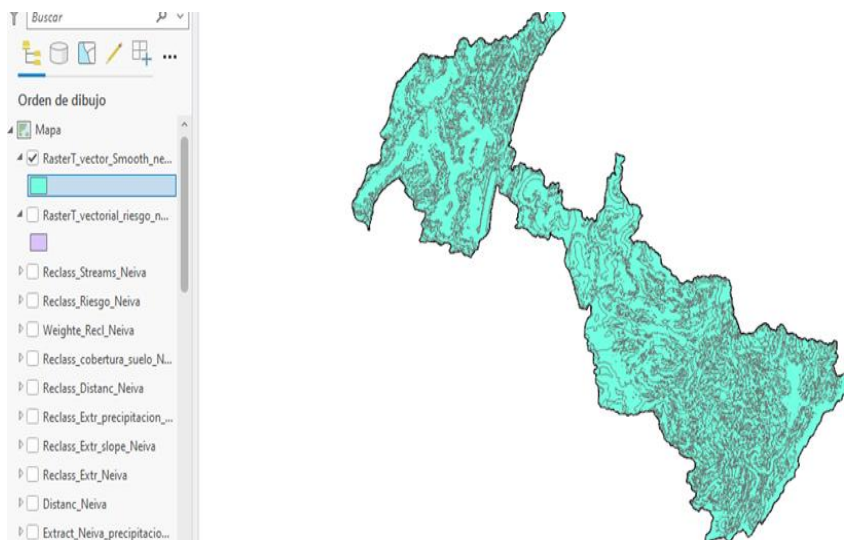 Buscar
Orden de dibujo
Mapa
RasterT_vector_Smooth_ne...
RasterT_vectorial_riesgo_n...
Reclass_Streams_Neiva
Reclass_Riesgo_Neiva
Weighte_Recl_Neiva
Reclass_cobertura_suelo_N...
Reclass_Distanc_Neiva
Reclass_Extr_precipitacion_...
Reclass_Extr_slope_Neiva
Reclass_Extr_Neiva
Distanc_Neiva
Extract_Neiva_precipitacio...